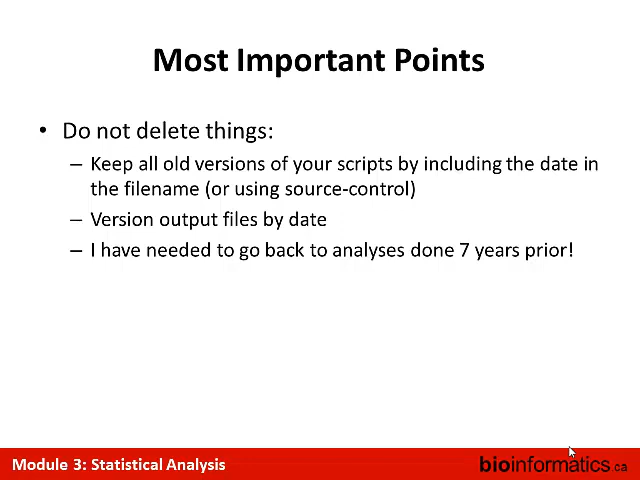 Most Important Points
• Do not delete things:
– Keep all old versions of your scripts by including the date in
the filename (or using source-control)
– Version output files by date
– I have needed to go back to analyses done 7 years prior!
Module 3: Statistical Analysis
bioinformatics.ca